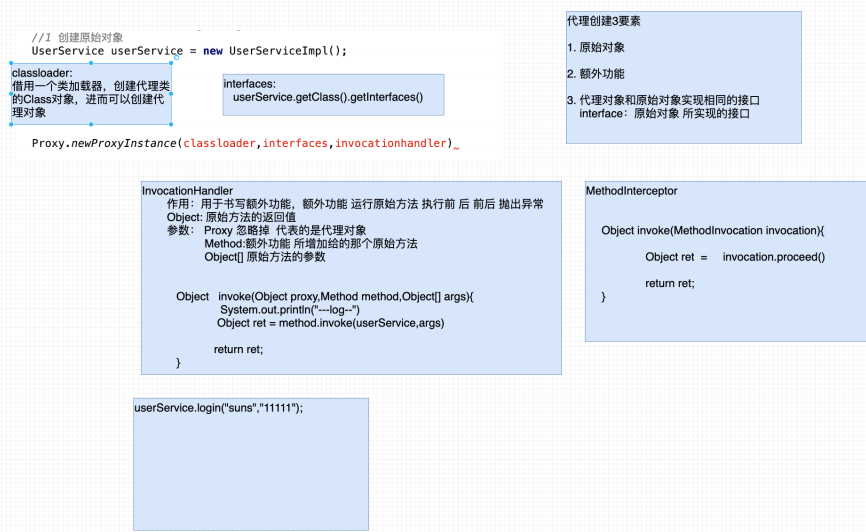 //1 创建原始对象
UserService userService = new UserServiceImpl();
classloader:
借用一个类加载器，创建代理类
的Class对象，进而可以创建代
理对象
interfaces:
userService.getClass().getInterfaces()
Proxy.newProxyInstance(classloader,interfaces,invocationhandler)
代理创建3要素
1. 原始对象
2. 额外功能
3. 代理对象和原始对象实现相同的接口
interface：原始对象 所实现的接口
InvocationHandler
作用：用于书写额外功能，额外功能 运行原始方法 执行前 后 前后 抛出异常
Object: 原始方法的返回值
参数： Proxy 忽略掉 代表的是代理对象
Method:额外功能 所增加给的那个原始方法
Object[] 原始方法的参数
Object invoke(Object proxy,Method method,Object[] args){
System.out.println("---log--")
Object ret = method.invoke(userService,args)
return ret;
}
MethodInterceptor
Object invoke(MethodInvocation invocation){
Object ret = invocation.proceed()
return ret;
}
userService.login("suns","11111");